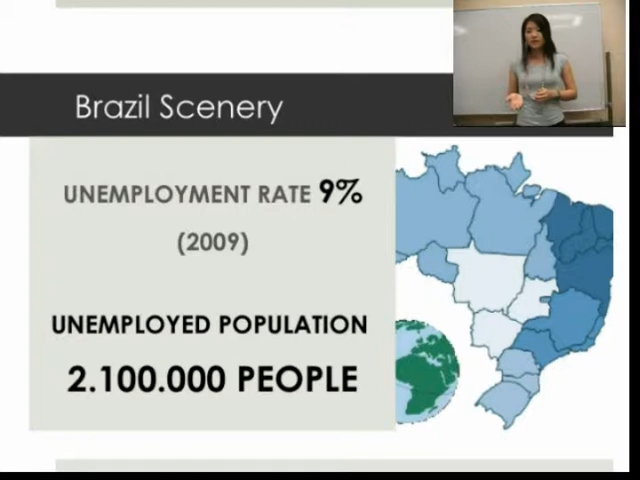 Brazil Scenery
UNEMPLOYMENT RATE 9%
(2009)
UNEMPLOYED POPULATION
2.100.000 PEOPLE